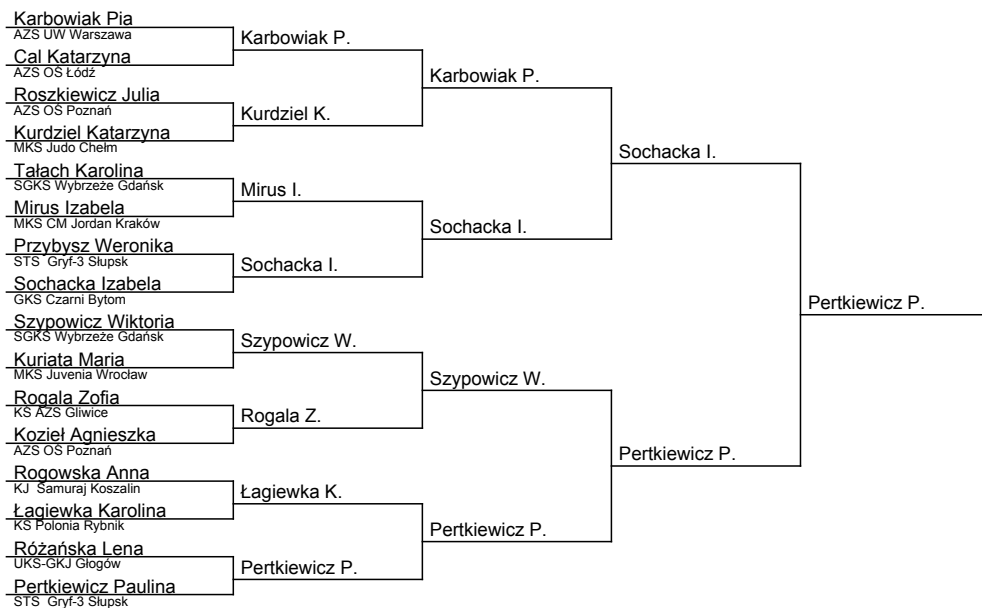 Karbowiak Pia
AZS UW Warszawa
Cal Katarzyna
AZS OŚ Łódź
Roszkiewicz Julia
AZS OŚ Poznań
Kurdziel Katarzyna
MKS Judo Chełm
Tałach Karolina
SGKS Wybrzeże Gdańsk
Mirus Izabela
MKS CM Jordan Kraków
Przybysz Weronika
STS Gryf-3 Słupsk
Sochacka Izabela
GKS Czarni Bytom
Szypowicz Wiktoria
SGKS Wybrzeże Gdańsk
Kuriata Maria
MKS Juvenia Wrocław
Rogala Zofia
KS AZS Gliwice
Kozieł Agnieszka
AZS OŚ Poznań
Rogowska Anna
KJ Samuraj Koszalin
Łagiewka Karolina
KS Polonia Rybnik
Różańska Lena
UKS-GKJ Głogów
Pertkiewicz Paulina
STS Gryf-3 Słupsk
Karbowiak P.
Kurdziel K.
Mirus I.
Sochacka I.
Szypowicz W.
Rogala Z.
Łagiewka K.
Pertkiewicz P.
Karbowiak P.
Sochacka I.
Szypowicz W.
Pertkiewicz P.
Sochacka I.
Pertkiewicz P.
Pertkiewicz P.